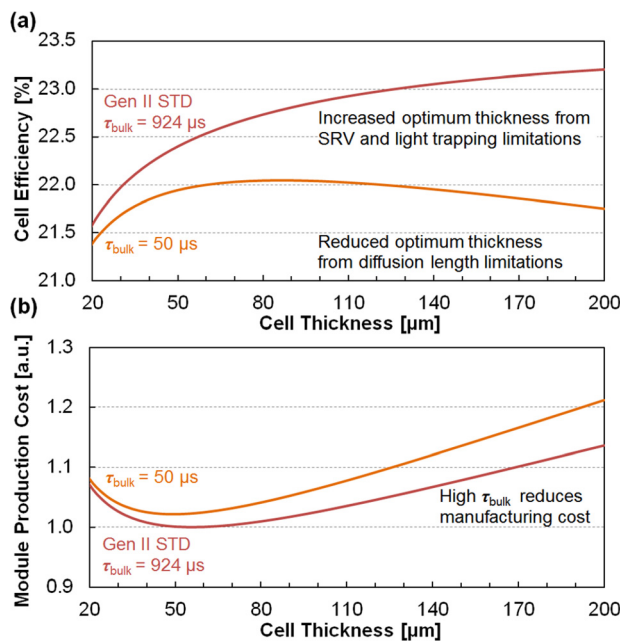 (a)
Cell Efficiency [%]
23.5
23.0
22.5
22.0
21.5
21.0
Gen II STD
τbulk = 924 µs
Increased optimum thickness from
SRV and light trapping limitations
τbulk = 50 µs
Reduced optimum thickness
from diffusion length limitations
20 50 80 110 140 170 200
Cell Thickness [µm]
(b)
Module Production Cost [a.u.]
1.3
1.2
1.1
1.0
0.9
τbulk = 50 µs
High τbulk reduces
manufacturing cost
Gen II STD
τbulk = 924 µs
20 50 80 110 140 170 200
Cell Thickness [µm]